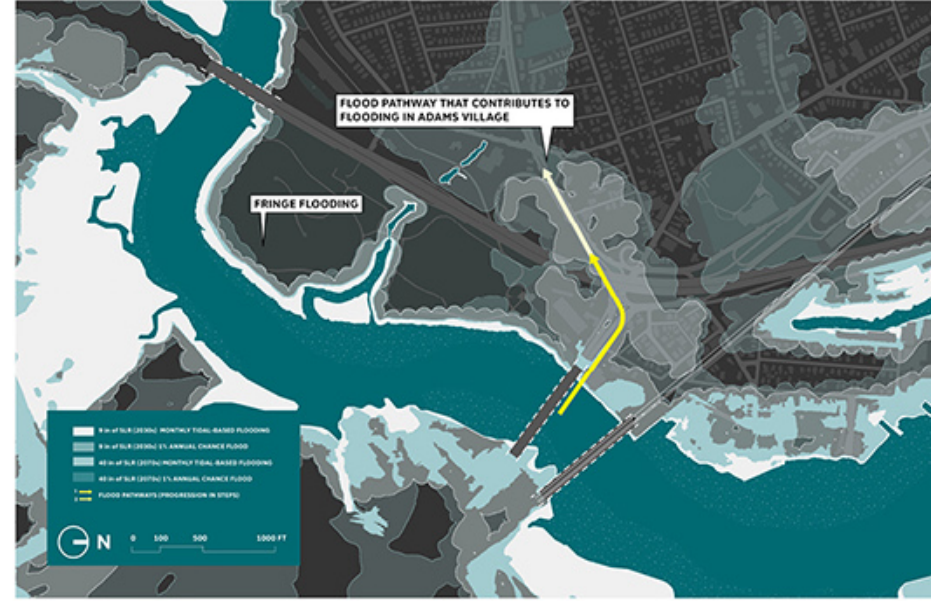 FLOOD PATHWAY THAT CONTRIBUTES TO
FLOODING IN ADAMS VILLAGE
FRINGE FLOODING
9 in of SLR (2030s) MONTHLY TIDAL-BASED FLOODING
9 in of SLR (2030s) 1% ANNUAL CHANCE FLOOD
40 in of SLR (2070s) MONTHLY TIDAL-BASED FLOODING
40 in of SLR (2070s) 1% ANNUAL CHANCE FLOOD
FLOOD PATHWAYS (PROGRESSION IN STEPS)
N
0 100 500 1000 FT